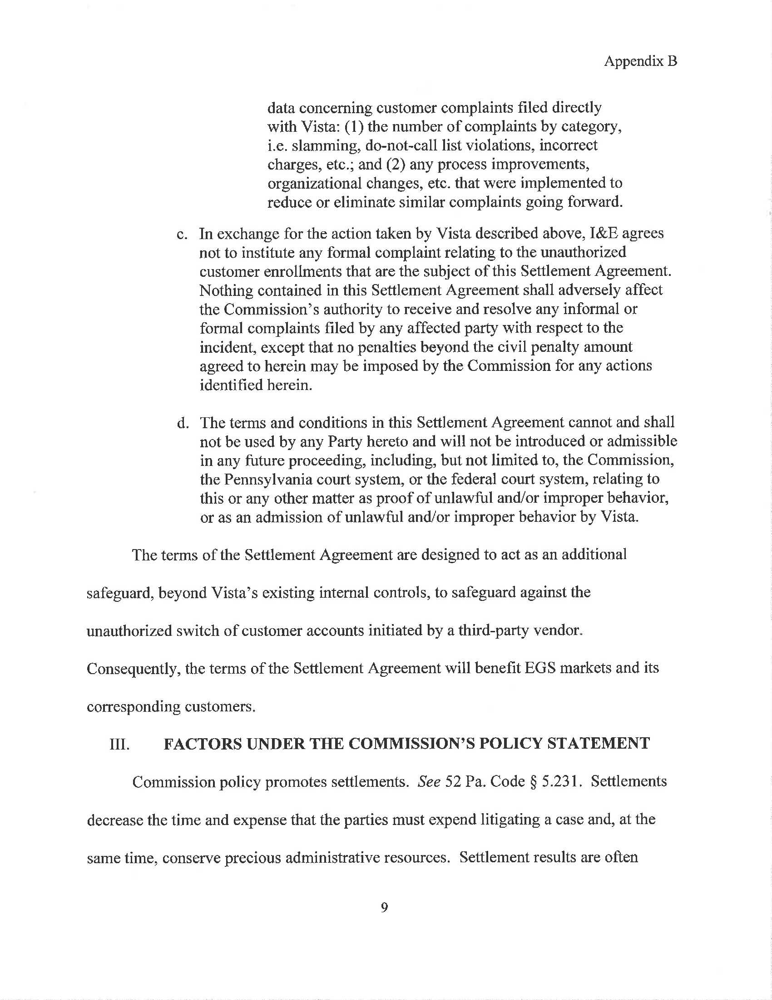 Appendix B
data concerning customer complaints filed directly
with Vista: (1) the number of complaints by category,
i.e. slamming, do-not-call list violations, incorrect
charges, etc.; and (2) any process improvements,
organizational changes, etc. that were implemented to
reduce or eliminate similar complaints going forward.
c. In exchange for the action taken by Vista described above, I&E agrees
not to institute any formal complaint relating to the unauthorized
customer enrollments that are the subject of this Settlement Agreement.
Nothing contained in this Settlement Agreement shall adversely affect
the Commission's authority to receive and resolve any informal or
formal complaints filed by any affected party with respect to the
incident, except that no penalties beyond the civil penalty amount
agreed to herein may be imposed by the Commission for any actions
identified herein.
d. The terms and conditions in this Settlement Agreement cannot and shall
not be used by any Party hereto and will not be introduced or admissible
in any future proceeding, including, but not limited to, the Commission,
the Pennsylvania court system, or the federal court system, relating to
this or any other matter as proof of unlawful and/or improper behavior,
or as an admission of unlawful and/or improper behavior by Vista.
The terms of the Settlement Agreement are designed to act as an additional
safeguard, beyond Vista's existing internal controls, to safeguard against the
unauthorized switch of customer accounts initiated by a third-party vendor.
Consequently, the terms of the Settlement Agreement will benefit EGS markets and its
corresponding customers.
III. FACTORS UNDER THE COMMISSION'S POLICY STATEMENT
Commission policy promotes settlements. See 52 Pa. Code § 5.231. Settlements
decrease the time and expense that the parties must expend litigating a case and, at the
same time, conserve precious administrative resources. Settlement results are often
9